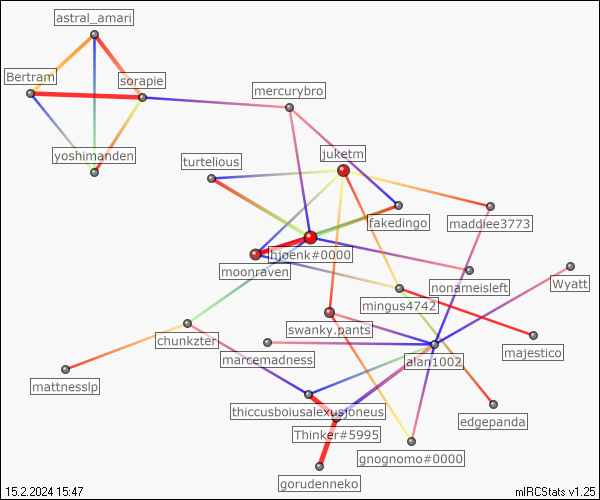 astral_amari
Bertram
sorapie
mercurybro
yoshimanden
turtelious
juketm
fakedingo
maddiee3773
hjoenk#0000
moonraven
nonameisleft
Wyatt
mingus4742
swanky.pants
chunkzter
majestico
marcemadness
alan1002
mattnesslp
thiccusboiusalexusjoneus
edgepanda
Thinker#5995
gnognomo#0000
gorudenneko
15.2.2024 15:47
mIRCStats v1.25